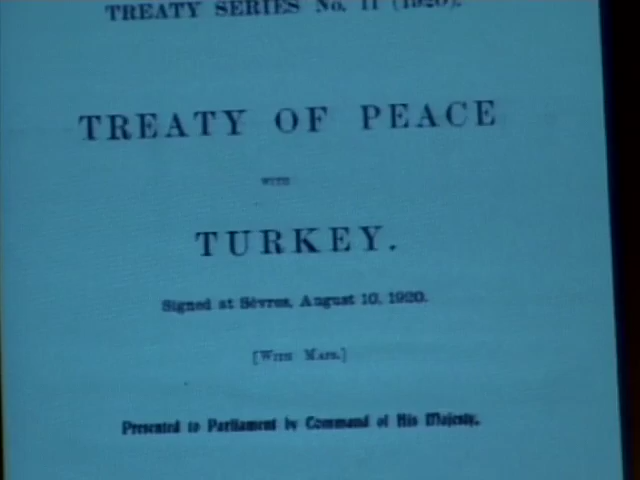 TREATY SERIES No. 11 (1920).
TREATY OF PEACE
WITH
TURKEY.
Signed at Sèvres, August 10, 1920.
[WITH MAPS.]
Presented to Parliament by Command of His Majesty.